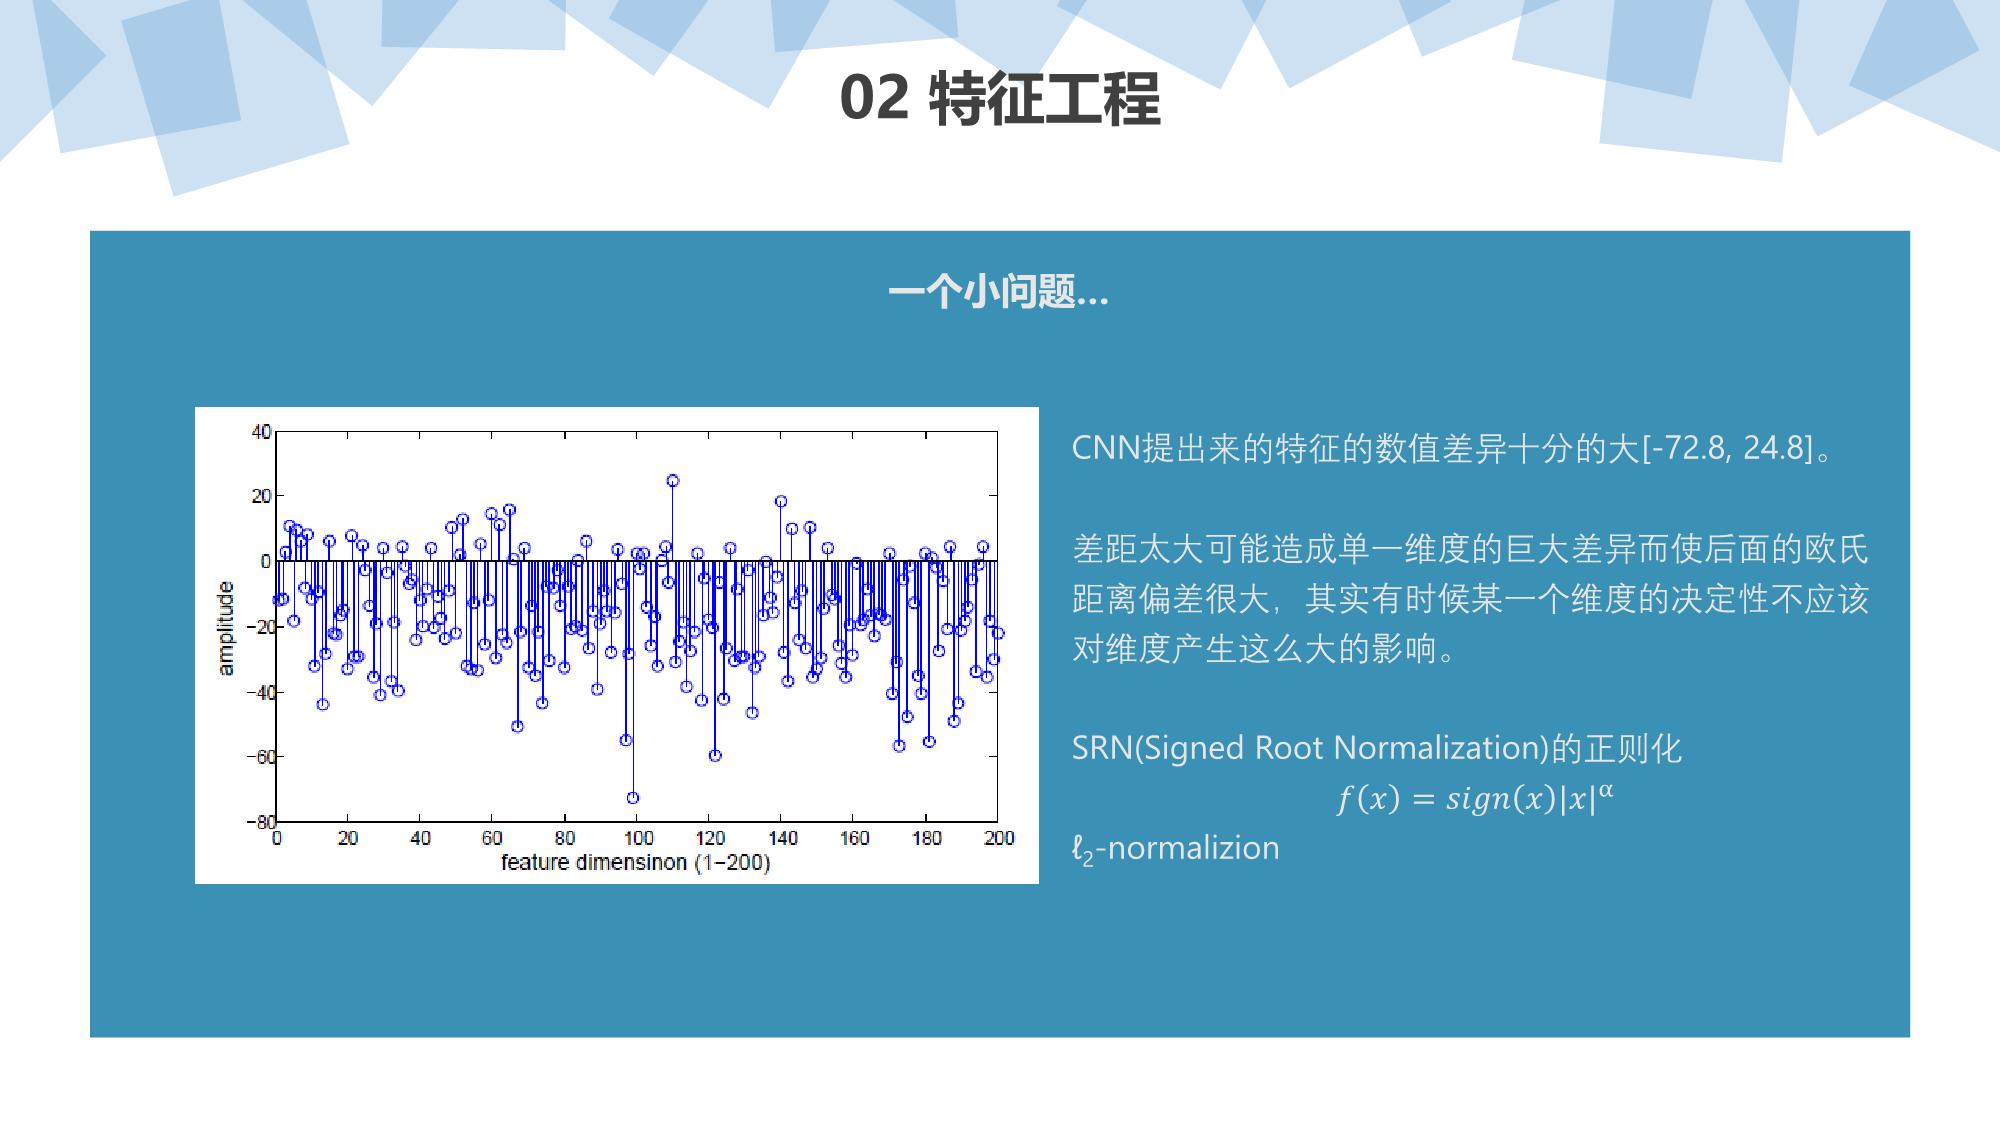 02 特征工程
一个小问题...
40
20
0
−20
−40
−60
−80
amplitude
0 20 40 60 80 100 120 140 160 180 200
feature dimensinon (1−200)
CNN提出来的特征的数值差异十分的大[-72.8, 24.8]。
差距太大可能造成单一维度的巨大差异而使后面的欧氏
距离偏差很大，其实有时候某一个维度的决定性不应该
对维度产生这么大的影响。
SRN(Signed Root Normalization)的正则化
f(x) = sign(x)|x|^α
ℓ₂-normalizion